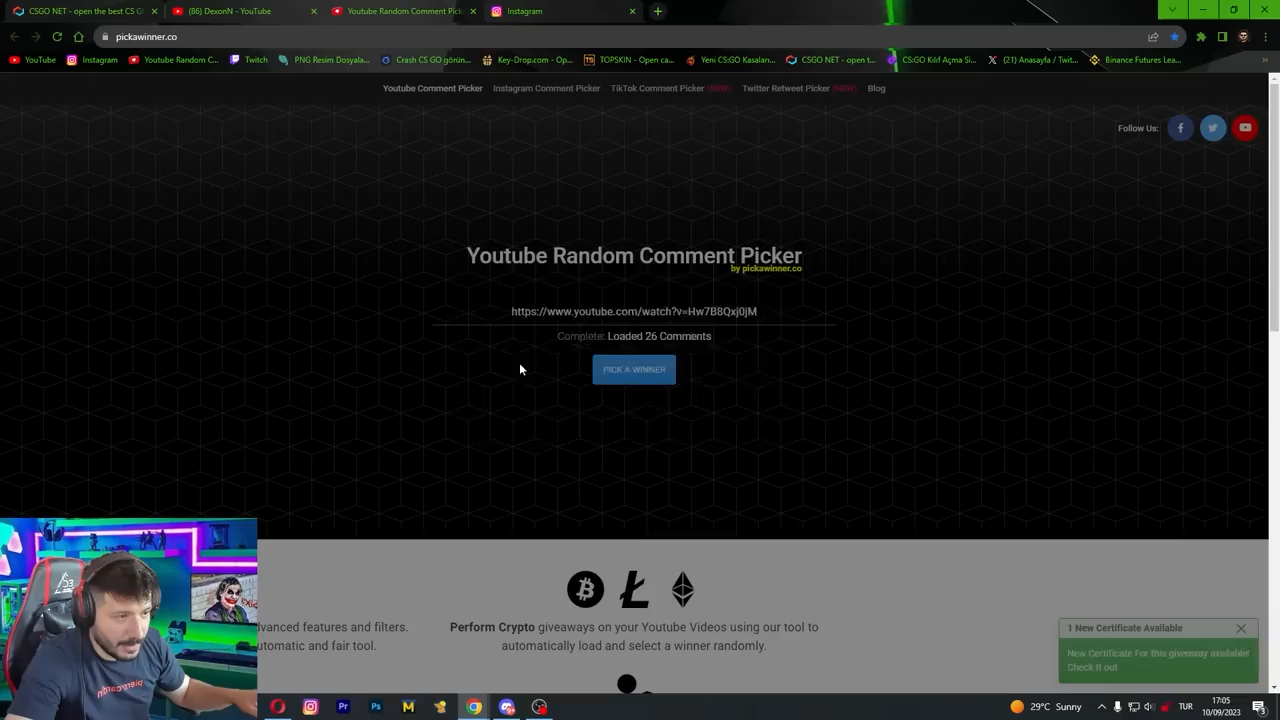 CSGO NET - open the best CS G
(86) DexonN - YouTube
Youtube Random Comment Pick
Instagram
pickawinner.co
YouTube
Instagram
Youtube Random C...
Twitch
PNG Resim Dosyala...
Crash CS GO görün...
Key-Drop.com - Op...
TOPSKIN - Open ca...
Yeni CS:GO Kasaları...
CSGO NET - open t...
CS:GO Kılıf Açma Si...
(21) Anasayfa / Twit...
Binance Futures Lea...
Youtube Comment Picker
Instagram Comment Picker
TikTok Comment Picker (NEW)
Twitter Retweet Picker (NEW)
Blog
Follow Us:
Youtube Random Comment Picker
by pickawinner.co
https://www.youtube.com/watch?v=Hw7B8Qxj0jM
Complete: Loaded 26 Comments
PICK A WINNER
dvanced features and filters.
utomatic and fair tool.
Perform Crypto giveaways on your Youtube Videos using our tool to
automatically load and select a winner randomly.
1 New Certificate Available
New Certificate For this giveaway available!
Check it out
29°C Sunny
TUR
17:05
10/09/2023